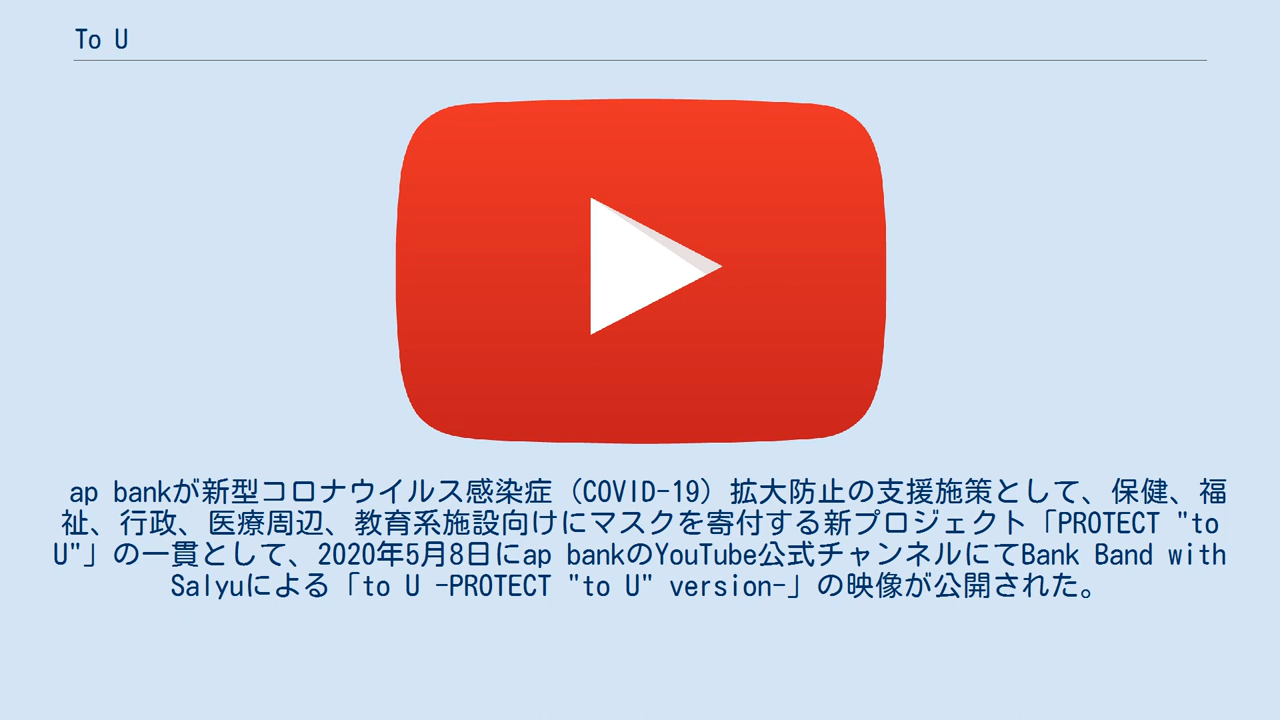 To U
ap bankが新型コロナウイルス感染症（COVID-19）拡大防止の支援施策として、保健、福
祉、行政、医療周辺、教育系施設向けにマスクを寄付する新プロジェクト「PROTECT "to
U"」の一貫として、2020年5月8日にap bankのYouTube公式チャンネルにてBank Band with
Salyuによる「to U -PROTECT "to U" version-」の映像が公開された。